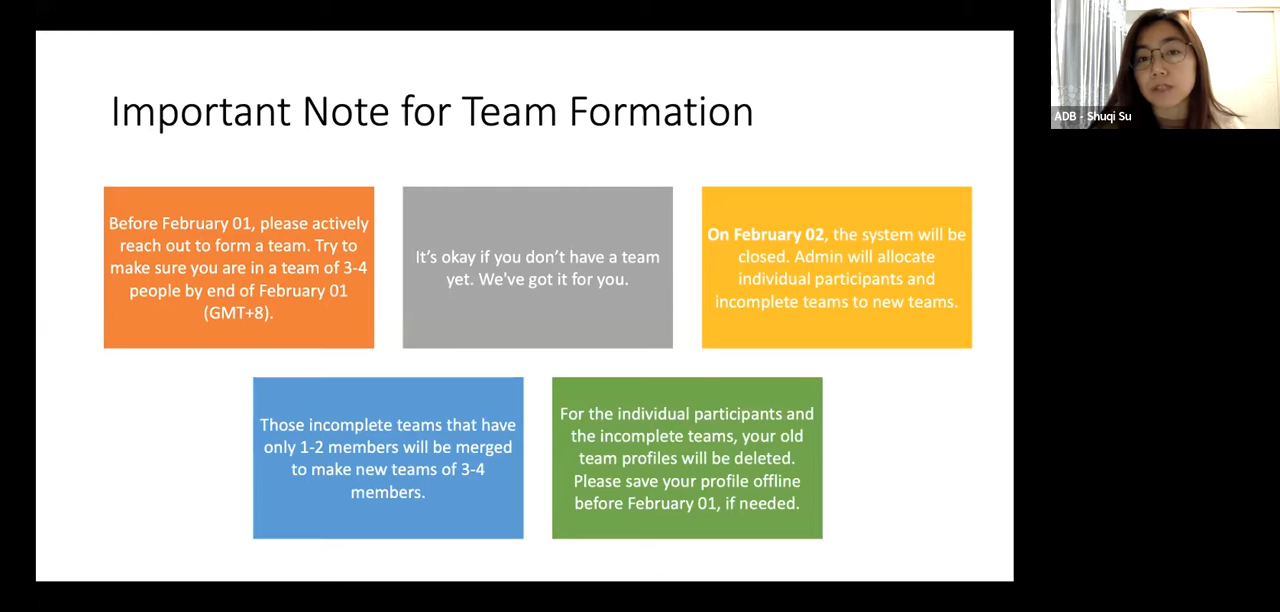 Important Note for Team Formation
Before February 01, please actively
reach out to form a team. Try to
make sure you are in a team of 3-4
people by end of February 01
(GMT+8).
It's okay if you don't have a team
yet. We've got it for you.
On February 02, the system will be
closed. Admin will allocate
individual participants and
incomplete teams to new teams.
Those incomplete teams that have
only 1-2 members will be merged
to make new teams of 3-4
members.
For the individual participants and
the incomplete teams, your old
team profiles will be deleted.
Please save your profile offline
before February 01, if needed.
ADB - Shuqi Su